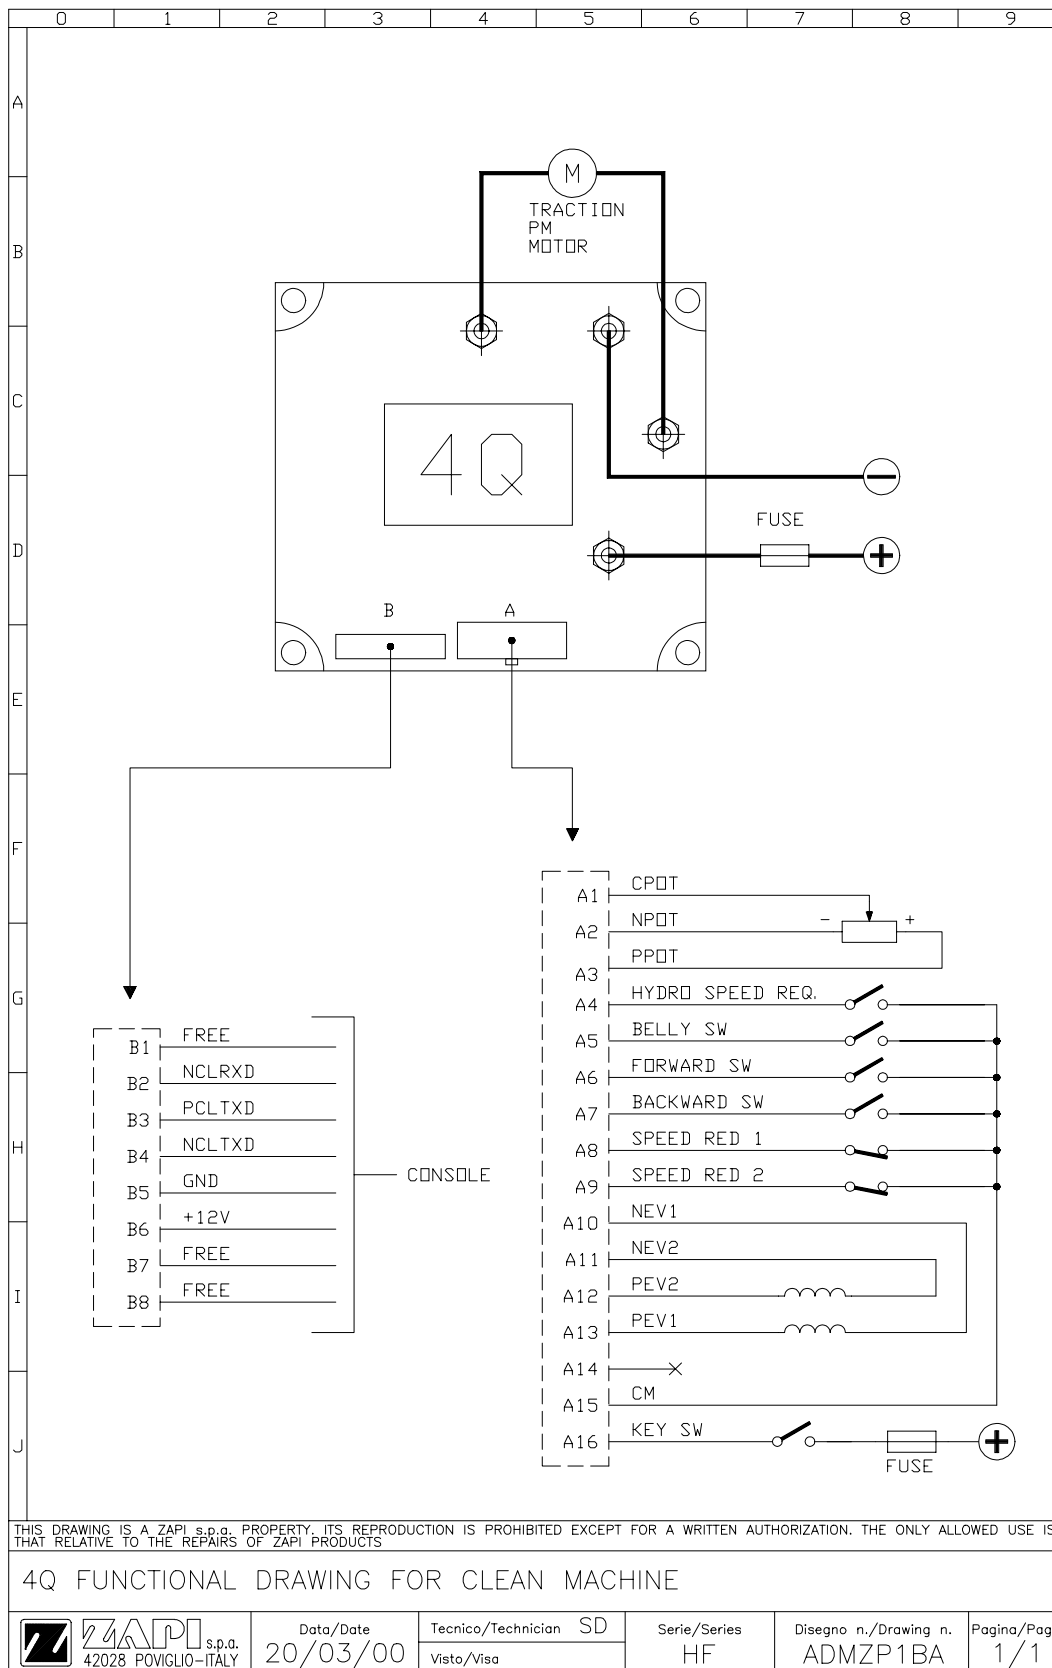 0 1 2 3 4 5 6 7 8 9
A
B
C
D
E
F
G
H
I
J
M
TRACTION
PM
MOTOR
4Q
FUSE
B A
A1 CPOT
A2 NPOT - +
A3 PPOT
A4 HYDRO SPEED REQ.
A5 BELLY SW
A6 FORWARD SW
A7 BACKWARD SW
A8 SPEED RED 1
A9 SPEED RED 2
A10 NEV1
A11 NEV2
A12 PEV2
A13 PEV1
A14
A15 CM
A16 KEY SW
FUSE
B1 FREE
B2 NCLRXD
B3 PCLTXD
B4 NCLTXD
B5 GND
B6 +12V
B7 FREE
B8 FREE
CONSOLE
THIS DRAWING IS A ZAPI s.p.a. PROPERTY. ITS REPRODUCTION IS PROHIBITED EXCEPT FOR A WRITTEN AUTHORIZATION. THE ONLY ALLOWED USE IS
THAT RELATIVE TO THE REPAIRS OF ZAPI PRODUCTS
4Q FUNCTIONAL DRAWING FOR CLEAN MACHINE
ZAPI s.p.a.
42028 POVIGLIO-ITALY
Data/Date
20/03/00
Tecnico/Technician SD
Visto/Visa
Serie/Series
HF
Disegno n./Drawing n.
ADMZP1BA
Pagina/Pag
1/1